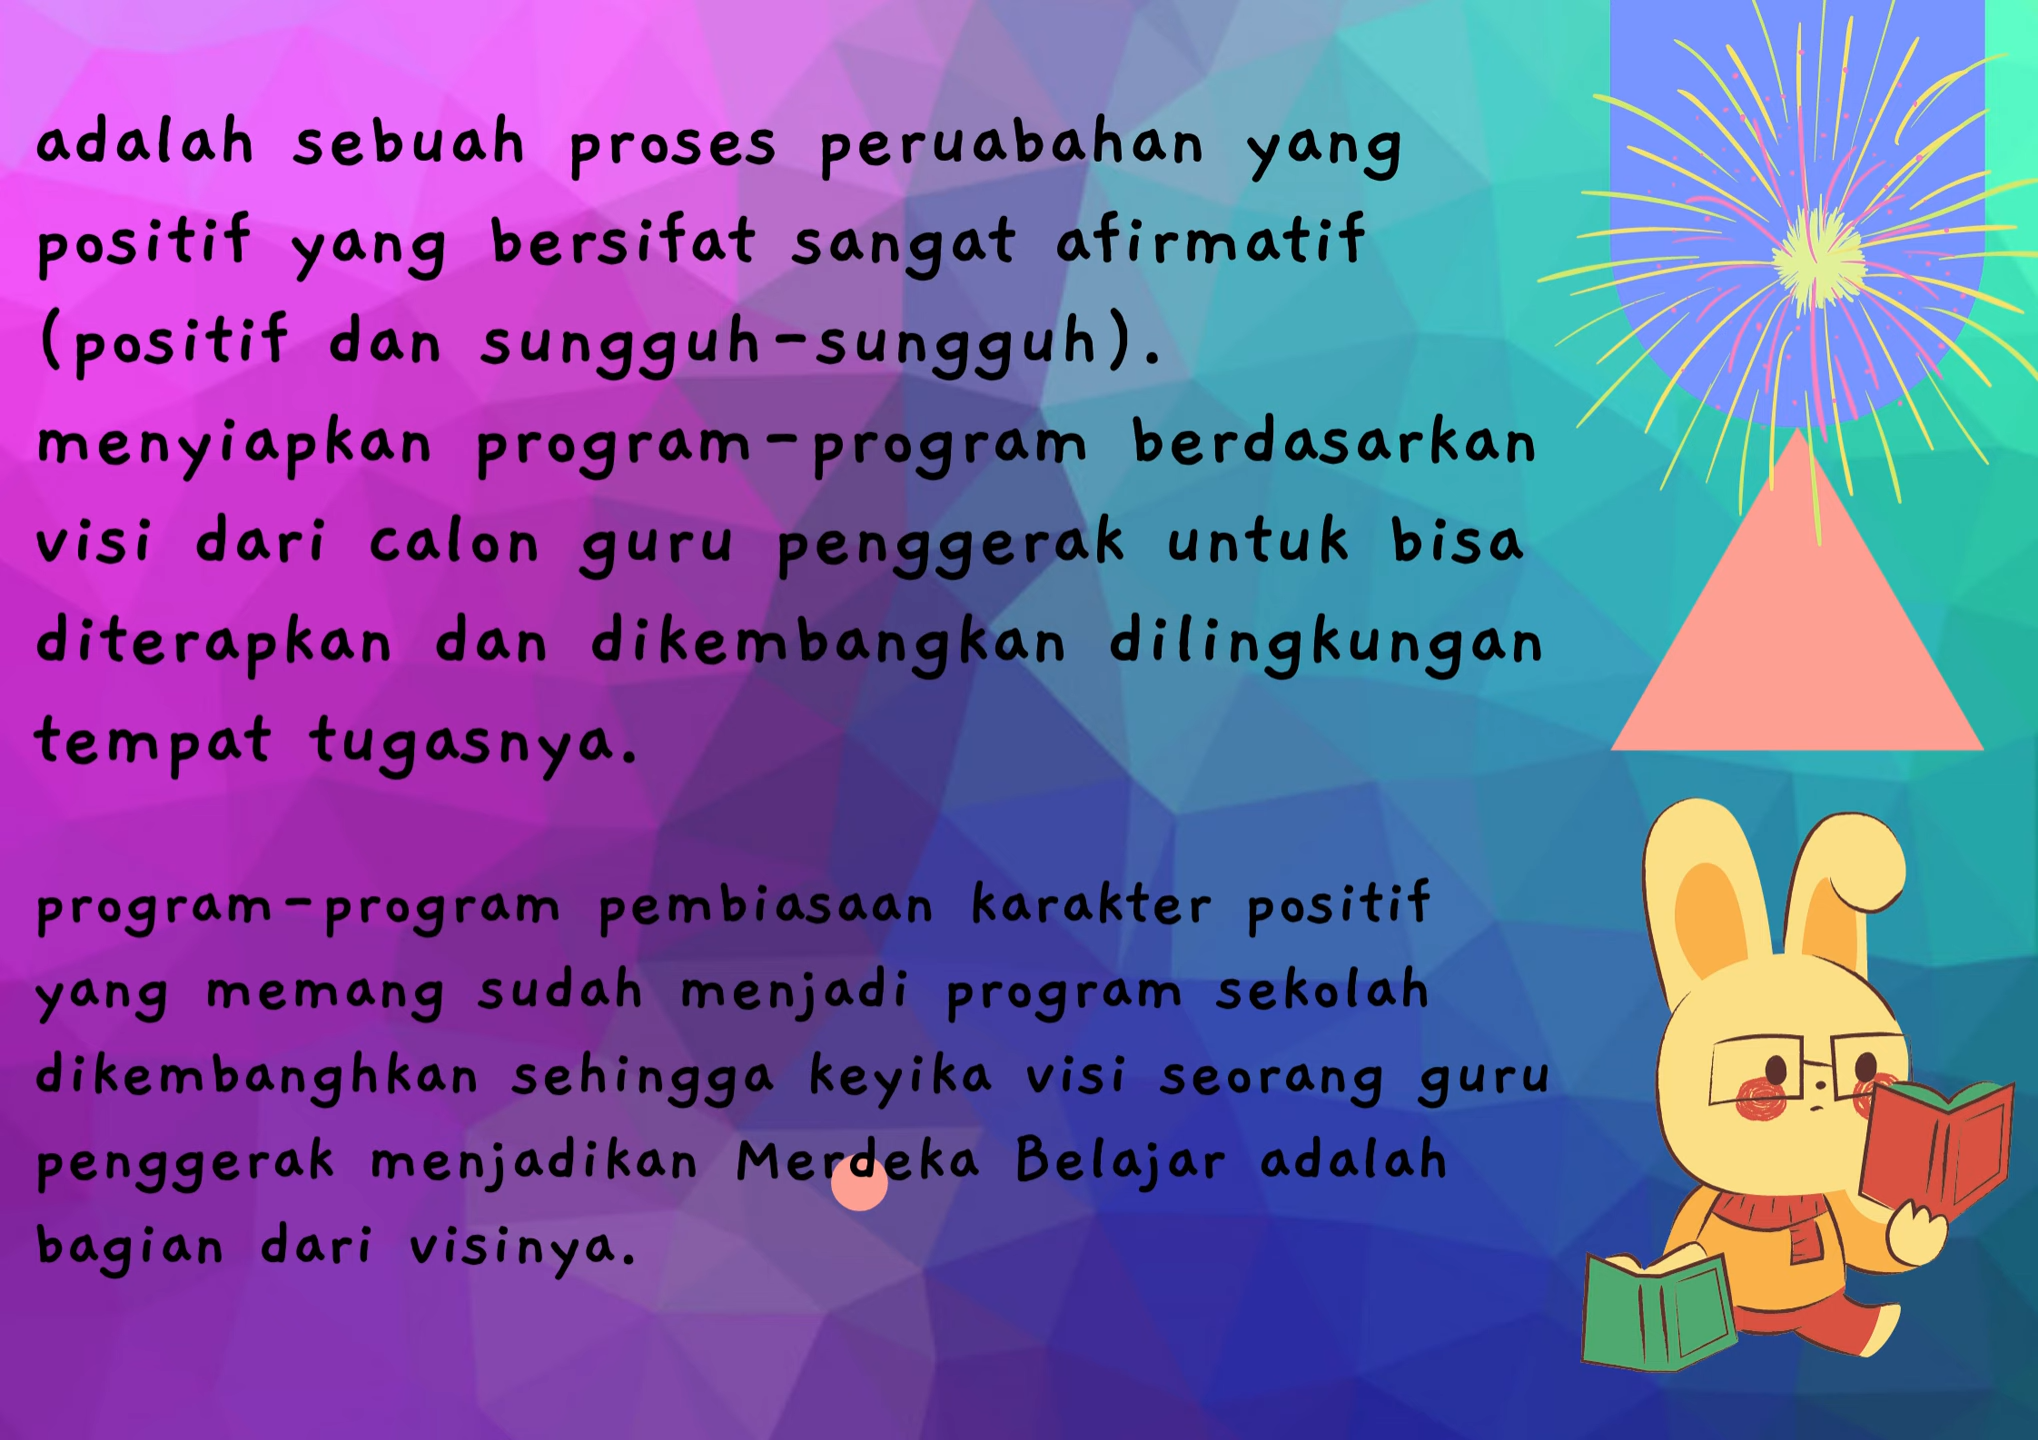 adalah sebuah proses peruabahan yang
positif yang bersifat sangat afirmatif
(positif dan sungguh-sungguh).
menyiapkan program-program berdasarkan
visi dari calon guru penggerak untuk bisa
diterapkan dan dikembangkan dilingkungan
tempat tugasnya.
program-program pembiasaan karakter positif
yang memang sudah menjadi program sekolah
dikembanghkan sehingga keyika visi seorang guru
penggerak menjadikan Merdeka Belajar adalah
bagian dari visinya.